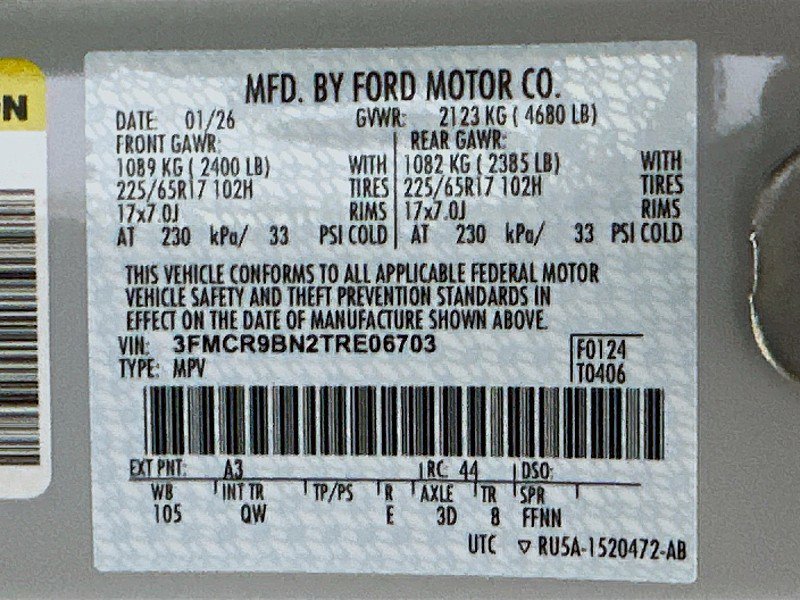 N
MFD. BY FORD MOTOR CO.
DATE: 01/26 GVWR: 2123 KG ( 4680 LB)
FRONT GAWR: REAR GAWR:
1089 KG ( 2400 LB) WITH 1082 KG ( 2385 LB) WITH
225/65R17 102H TIRES 225/65R17 102H TIRES
17x7.0J RIMS 17x7.0J RIMS
AT 230 kPa/ 33 PSI COLD AT 230 kPa/ 33 PSI COLD
THIS VEHICLE CONFORMS TO ALL APPLICABLE FEDERAL MOTOR
VEHICLE SAFETY AND THEFT PREVENTION STANDARDS IN
EFFECT ON THE DATE OF MANUFACTURE SHOWN ABOVE.
VIN: 3FMCR9BN2TRE06703 F0124
TYPE: MPV T0406
EXT PNT: A3 RC: 44 DSO:
WB INT TR TP/PS R AXLE TR SPR
105 QW E 3D 8 FFNN
UTC ▽ RU5A-1520472-AB